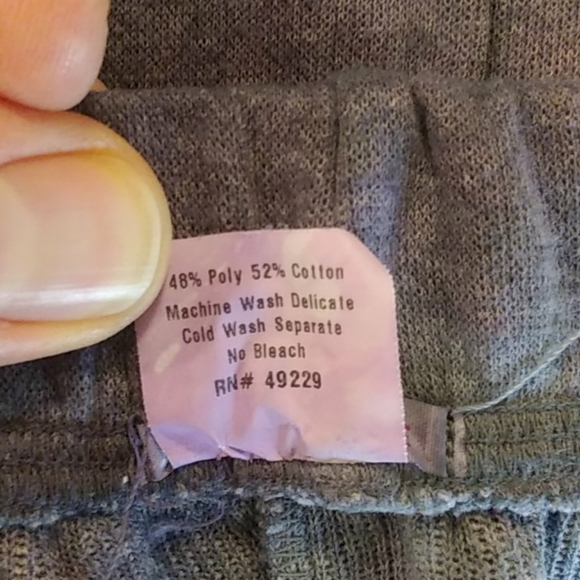 48% Poly 52% Cotton
Machine Wash Delicate
Cold Wash Separate
No Bleach
RN# 49229